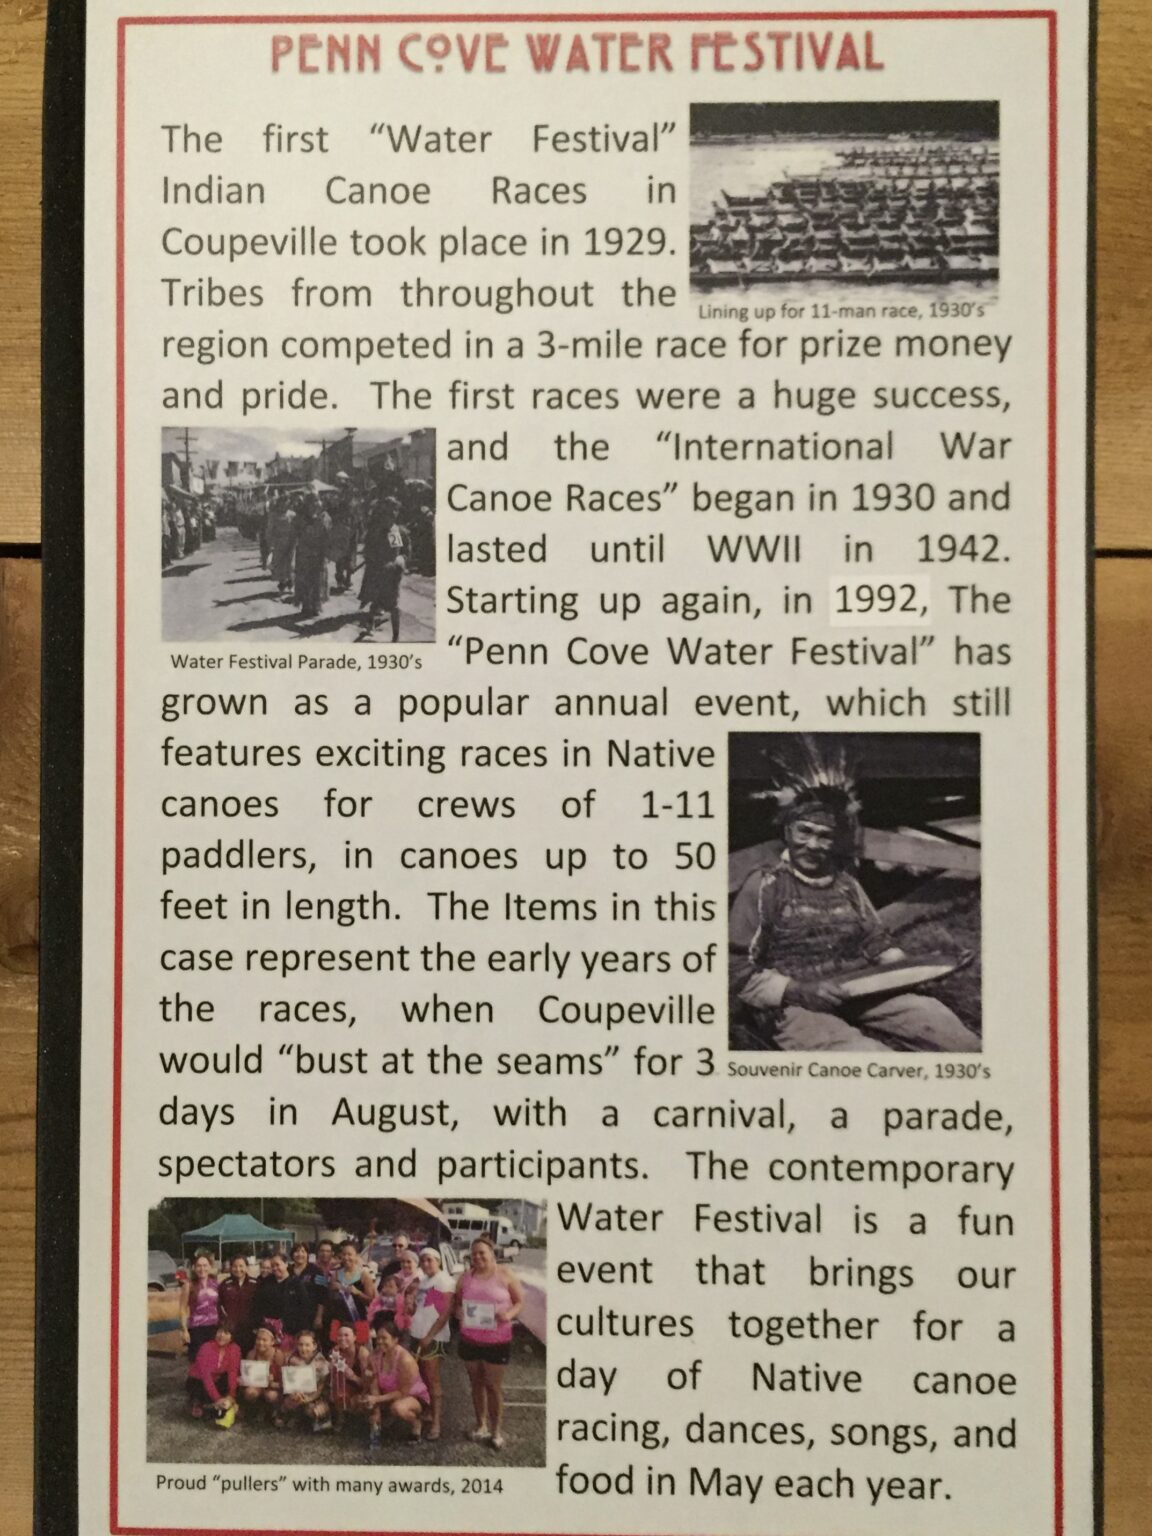 PENN COVE WATER FESTIVAL
The first “Water Festival”
Indian Canoe Races in
Coupeville took place in 1929.
Tribes from throughout the
Lining up for 11-man race, 1930’s
region competed in a 3-mile race for prize money
and pride. The first races were a huge success,
and the “International War
Canoe Races” began in 1930 and
lasted until WWII in 1942.
Starting up again, in 1992, The
“Penn Cove Water Festival” has
Water Festival Parade, 1930’s
grown as a popular annual event, which still
features exciting races in Native
canoes for crews of 1-11
paddlers, in canoes up to 50
feet in length. The Items in this
case represent the early years of
the races, when Coupeville
would “bust at the seams” for 3
Souvenir Canoe Carver, 1930’s
days in August, with a carnival, a parade,
spectators and participants. The contemporary
Water Festival is a fun
event that brings our
cultures together for a
day of Native canoe
racing, dances, songs, and
food in May each year.
Proud “pullers” with many awards, 2014